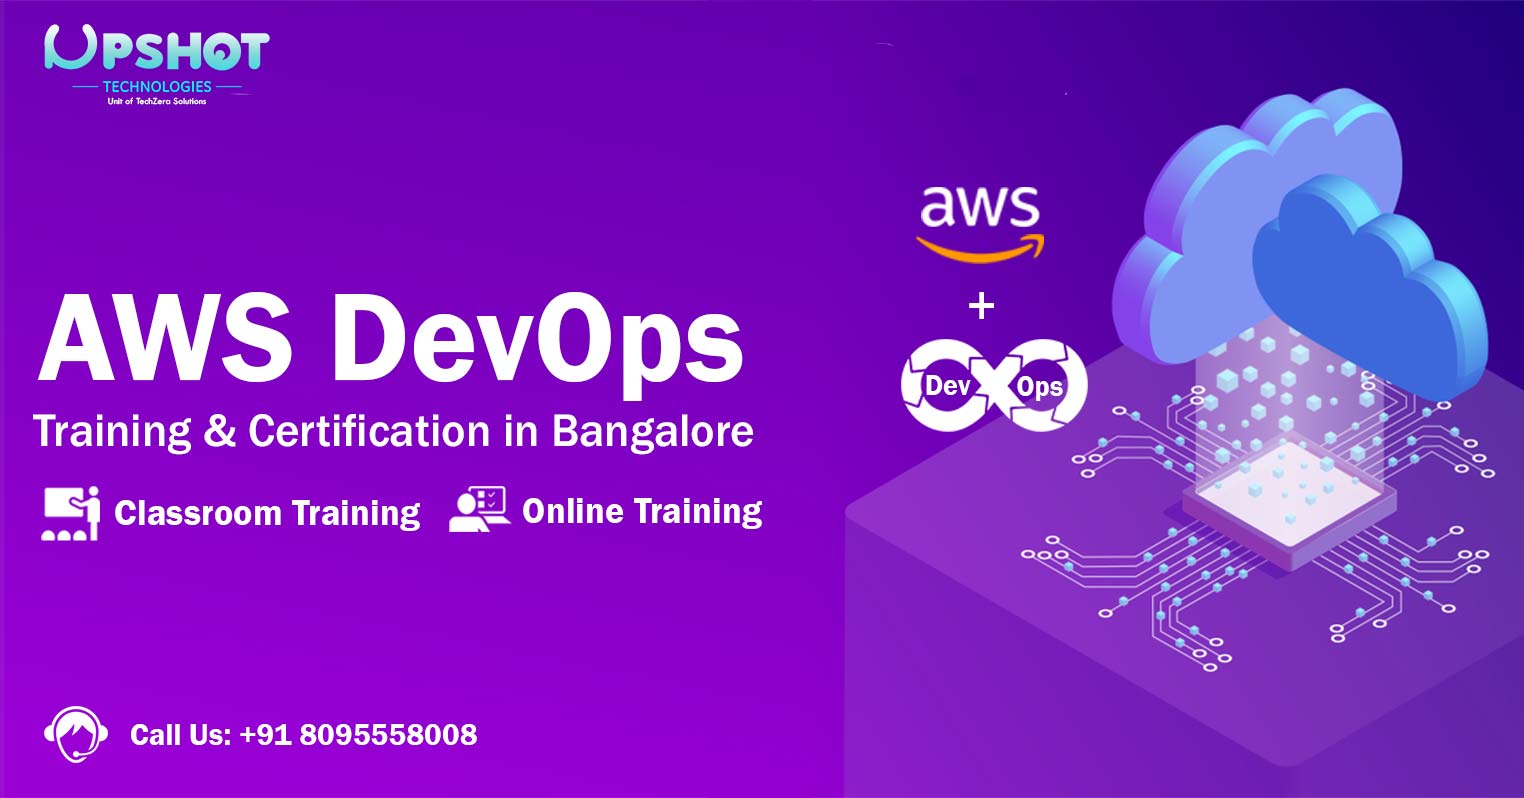 UPSHOT
TECHNOLOGIES
Unit of TechZera Solutions
aws
+
Dev Ops
AWS DevOps
Training & Certification in Bangalore
Classroom Training
Online Training
Call Us: +91 8095558008